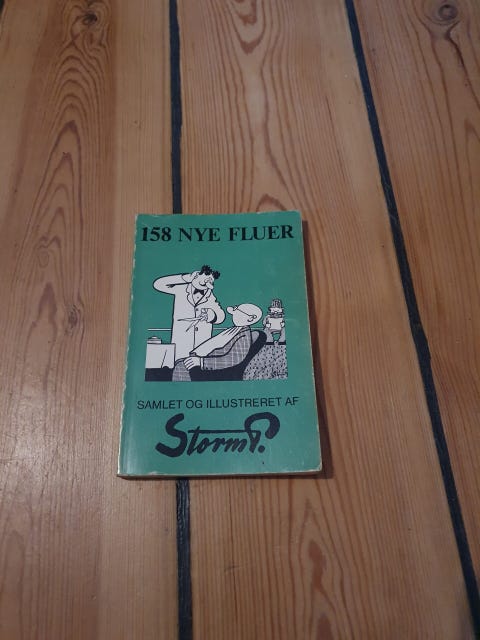 158 NYE FLUER
SAMLET OG ILLUSTRERET AF
Storm P.